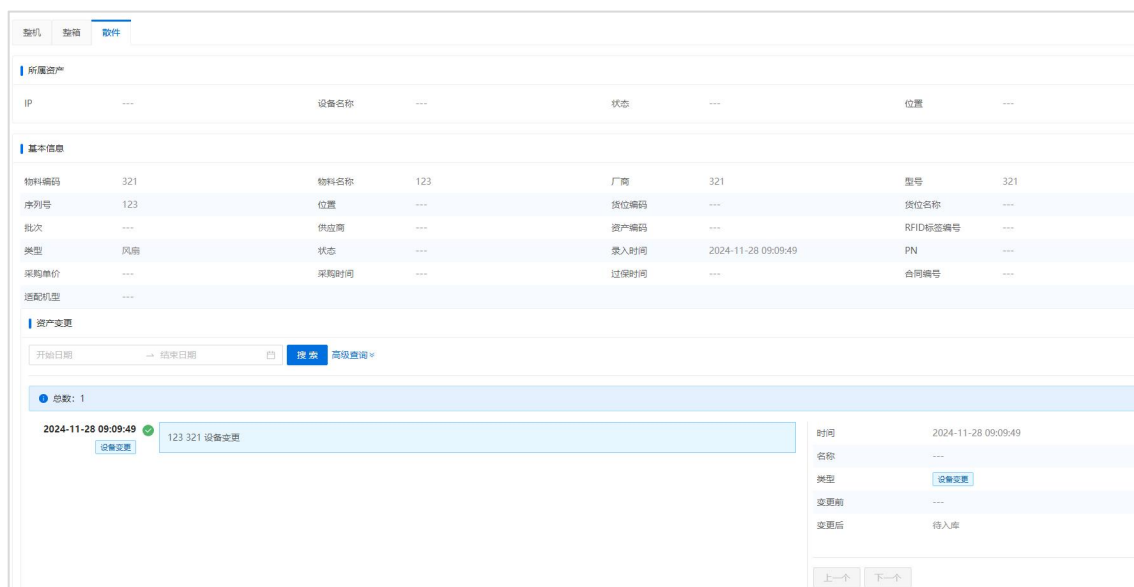 整机 整箱 散件
所属资产
IP --- 设备名称 --- 状态 --- 位置 ---
基本信息
物料编码 321 物料名称 123 厂商 321 型号 321
序列号 123 位置 --- 货位编码 --- 货位名称 ---
批次 --- 供应商 --- 资产编码 --- RFID标签编号 ---
类型 风扇 状态 --- 录入时间 2024-11-28 09:09:49 PN ---
采购单价 --- 采购时间 --- 过保时间 --- 合同编号 ---
适配机型 ---
资产变更
开始日期 → 结束日期 搜 索 高级查询
总数: 1
2024-11-28 09:09:49 123 321 设备变更
设备变更
时间 2024-11-28 09:09:49
名称 ---
类型 设备变更
变更前 ---
变更后 待入库
上一个 下一个